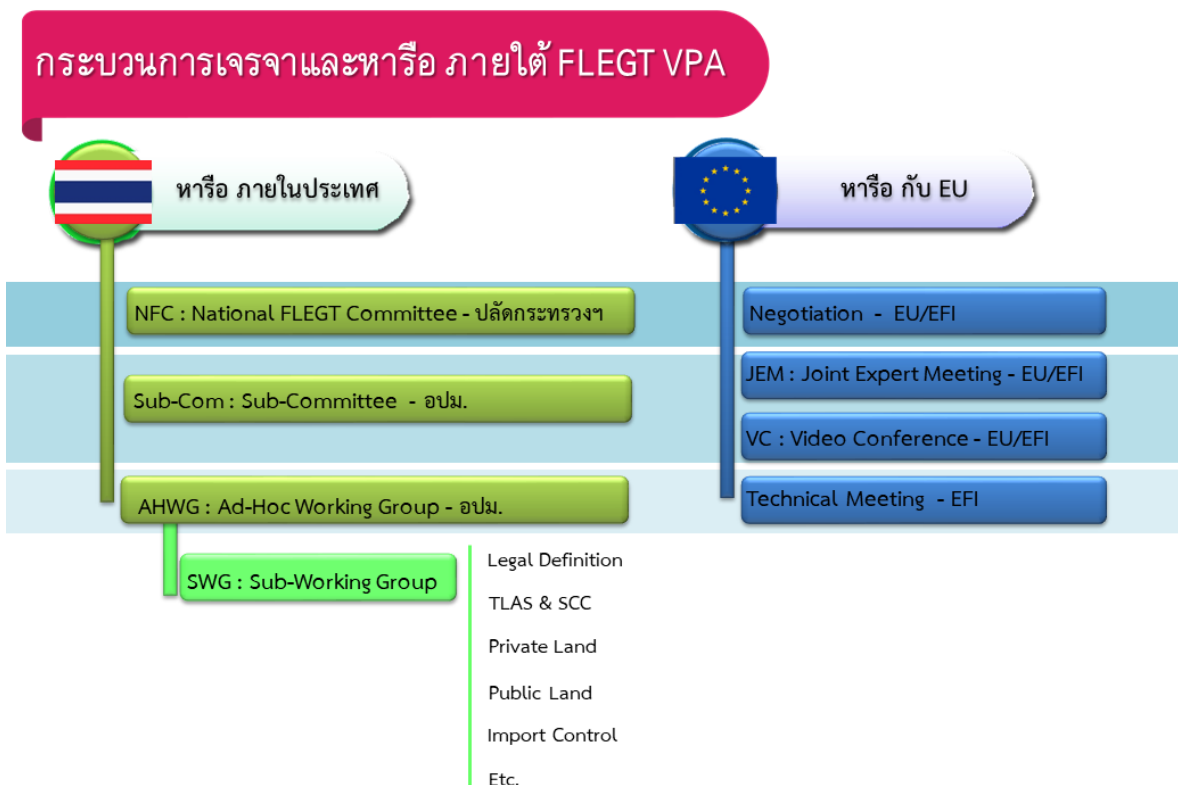 กระบวนการเจรจาและหารือ ภายใต้ FLEGT VPA
หารือ ภายในประเทศ
NFC : National FLEGT Committee - ปลัดกระทรวงฯ
Sub-Com : Sub-Committee - อปม.
AHWG : Ad-Hoc Working Group - อปม.
SWG : Sub-Working Group
Legal Definition
TLAS & SCC
Private Land
Public Land
Import Control
Etc.
หารือ กับ EU
Negotiation - EU/EFI
JEM : Joint Expert Meeting - EU/EFI
VC : Video Conference - EU/EFI
Technical Meeting - EFI